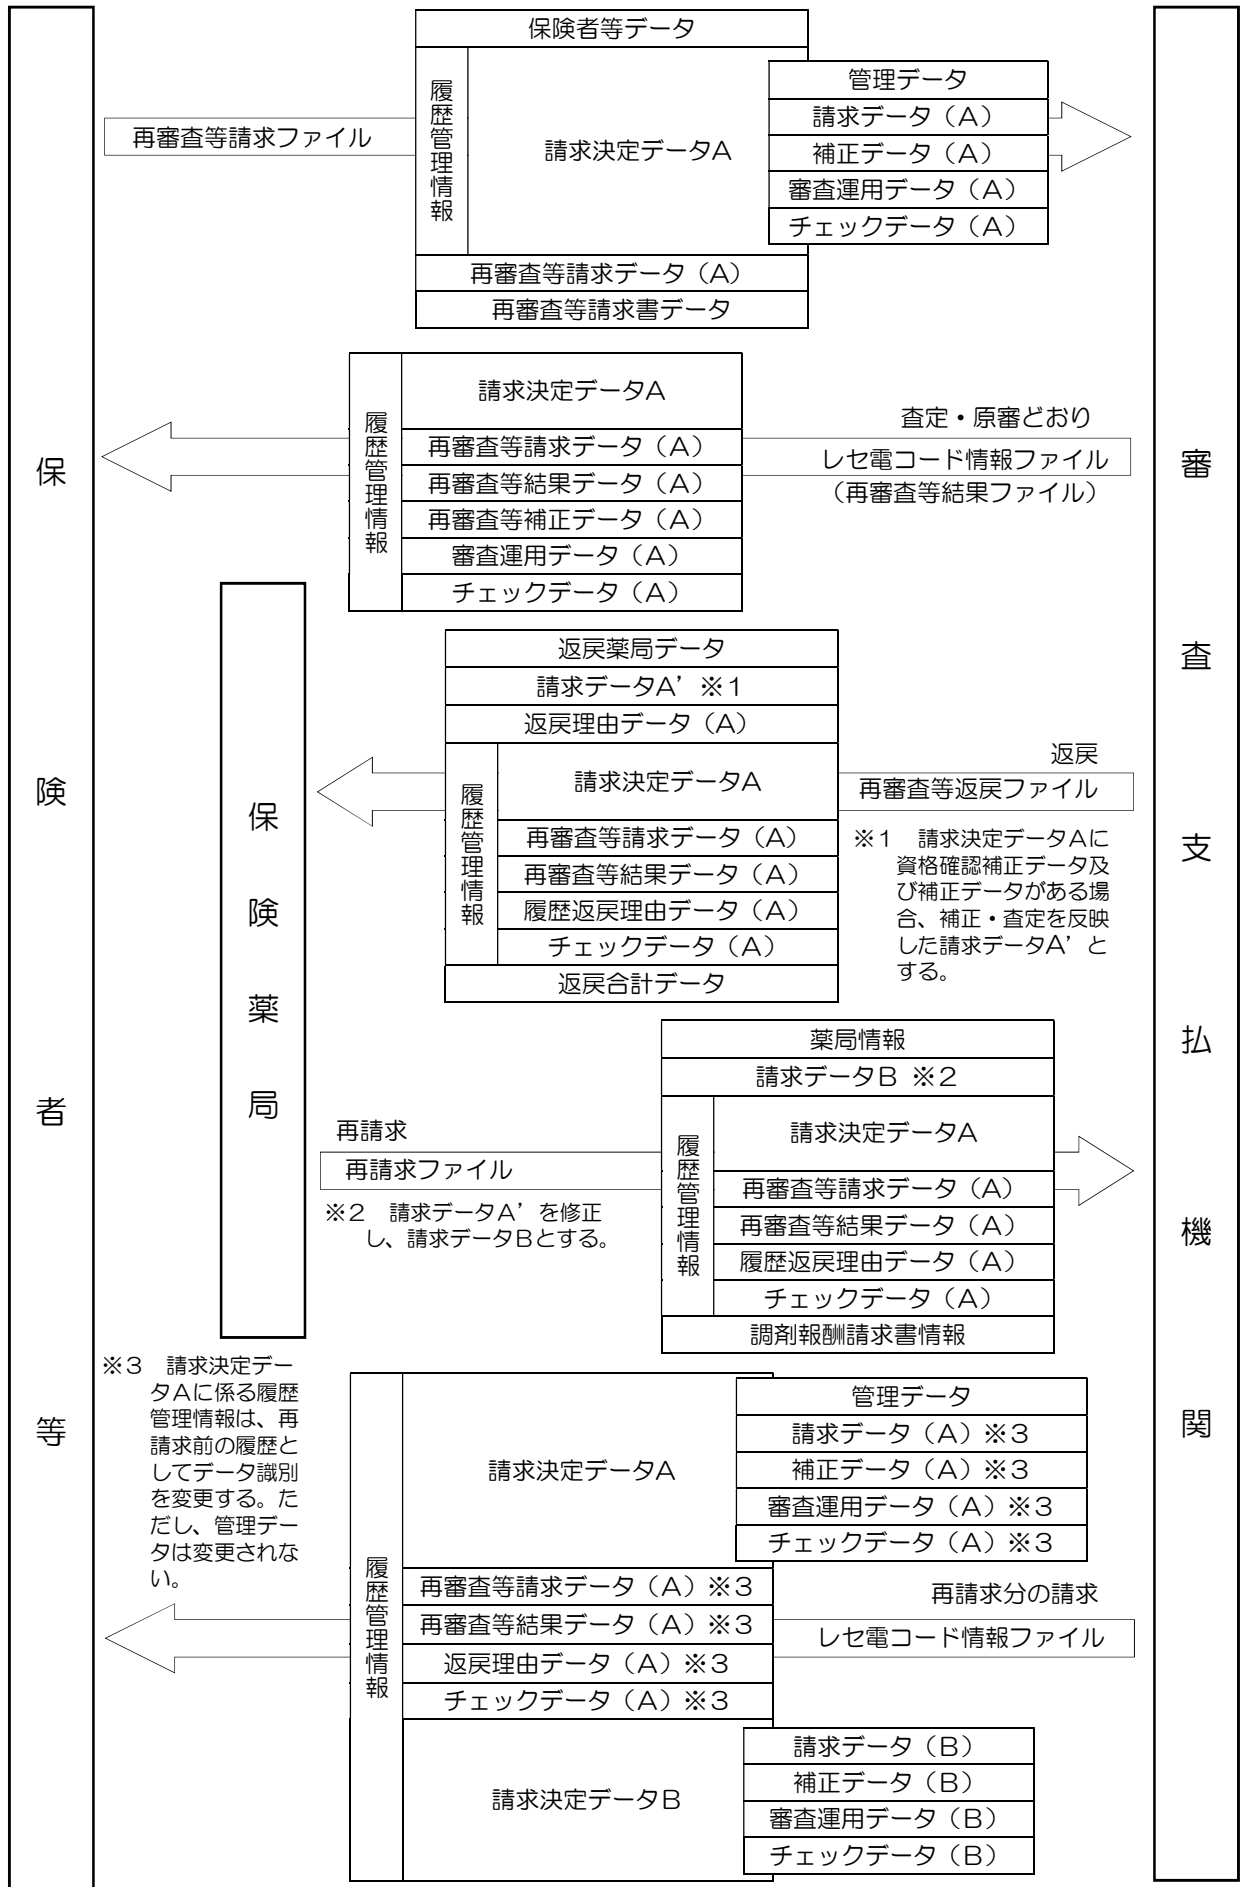 保険者等
審査支払機関
保険者等データ
履歴管理情報
請求決定データA
管理データ
請求データ(A)
補正データ(A)
審査運用データ(A)
チェックデータ(A)
再審査等請求データ(A)
再審査等請求書データ
再審査等請求ファイル
履歴管理情報
請求決定データA
再審査等請求データ(A)
再審査等結果データ(A)
再審査等補正データ(A)
審査運用データ(A)
チェックデータ(A)
査定・原審どおり
レセ電コード情報ファイル
(再審査等結果ファイル)
保険薬局
返戻薬局データ
請求データA’ ※1
返戻理由データ(A)
履歴管理情報
請求決定データA
再審査等請求データ(A)
再審査等結果データ(A)
履歴返戻理由データ(A)
チェックデータ(A)
返戻合計データ
返戻
再審査等返戻ファイル
※1 請求決定データAに
資格確認補正データ及
び補正データがある場
合、補正・査定を反映
した請求データA’と
する。
薬局情報
請求データB ※2
履歴管理情報
請求決定データA
再審査等請求データ(A)
再審査等結果データ(A)
履歴返戻理由データ(A)
チェックデータ(A)
調剤報酬請求書情報
再請求
再請求ファイル
※2 請求データA’を修正
し、請求データBとする。
※3 請求決定デー
タAに係る履歴
管理情報は、再
請求前の履歴と
してデータ識別
を変更する。た
だし、管理デー
タは変更されな
い。
履歴管理情報
請求決定データA
管理データ
請求データ(A)※3
補正データ(A)※3
審査運用データ(A)※3
チェックデータ(A)※3
再審査等請求データ(A)※3
再審査等結果データ(A)※3
返戻理由データ(A)※3
チェックデータ(A)※3
再請求分の請求
レセ電コード情報ファイル
請求決定データB
請求データ(B)
補正データ(B)
審査運用データ(B)
チェックデータ(B)